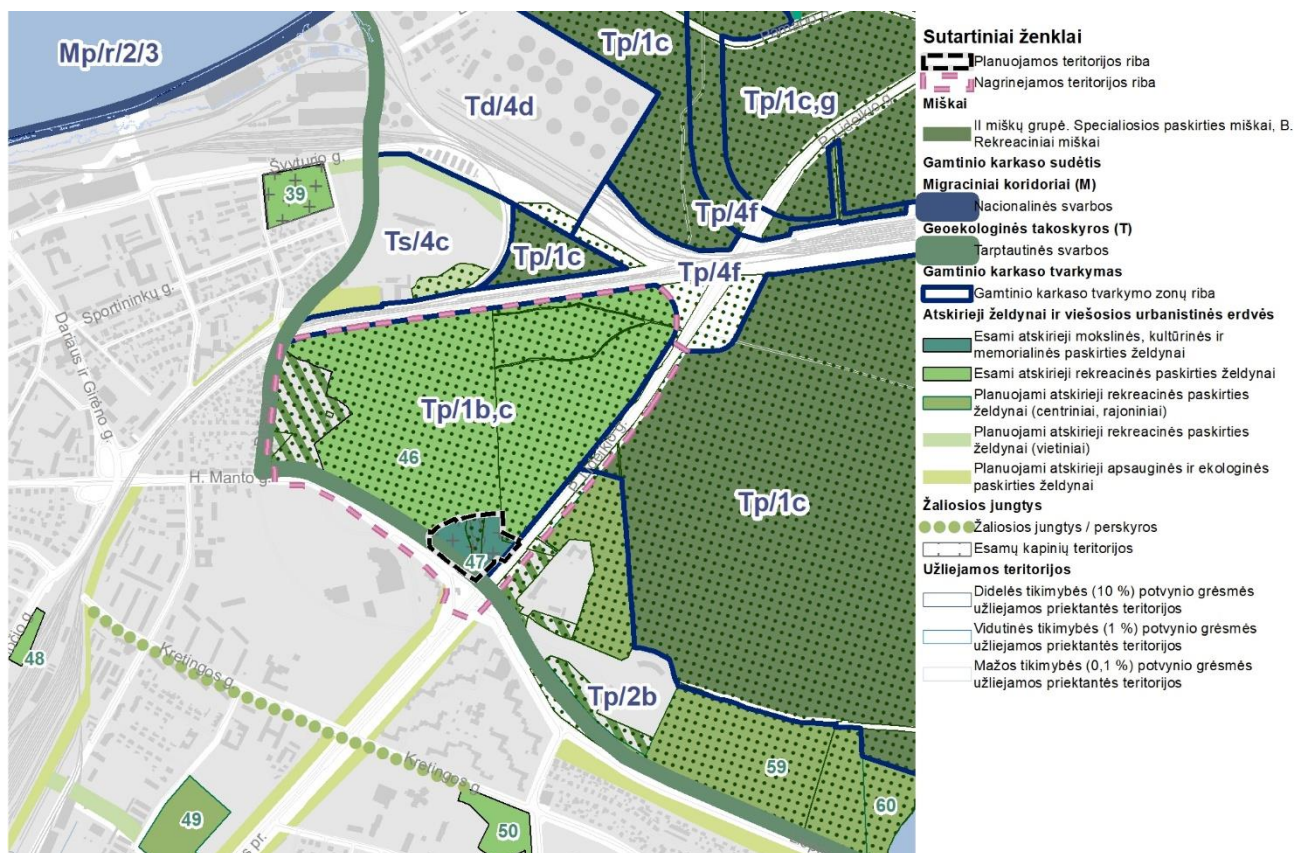 Mp/r/2/3
Tp/1c
Td/4d
Tp/1c,g
P. Lideikio g.
Švyturio g.
39
Tp/4f
Ts/4c
Tp/1c
Tp/4f
Sportininkų g.
Dariaus ir Girėno g.
Tp/1b,c
46
H. Manto g.
P. Lideikio g.
Tp/1c
47
48
Kretingos g.
Tp/2b
59
Kretingos g.
60
49
50
s pr.
Sutartiniai ženklai
Planuojamos teritorijos riba
Nagrinejamos teritorijos riba
Miškai
II miškų grupė. Specialiosios paskirties miškai, B.
Rekreaciniai miškai
Gamtinio karkaso sudėtis
Migraciniai koridoriai (M)
Nacionalinės svarbos
Geoekologinės takoskyros (T)
Tarptautinės svarbos
Gamtinio karkaso tvarkymas
Gamtinio karkaso tvarkymo zonų riba
Atskirieji želdynai ir viešosios urbanistinės erdvės
Esami atskirieji mokslinės, kultūrinės ir
memorialinės paskirties želdynai
Esami atskirieji rekreacinės paskirties želdynai
Planuojami atskirieji rekreacinės paskirties
želdynai (centriniai, rajoniniai)
Planuojami atskirieji rekreacinės paskirties
želdynai (vietiniai)
Planuojami atskirieji apsauginės ir ekologinės
paskirties želdynai
Žaliosios jungtys
Žaliosios jungtys / perskyros
Esamų kapinių teritorijos
Užliejamos teritorijos
Didelės tikimybės (10 %) potvynio grėsmės
užliejamos priektantės teritorijos
Vidutinės tikimybės (1 %) potvynio grėsmės
užliejamos priektantės teritorijos
Mažos tikimybės (0,1 %) potvynio grėsmės
užliejamos priektantės teritorijos